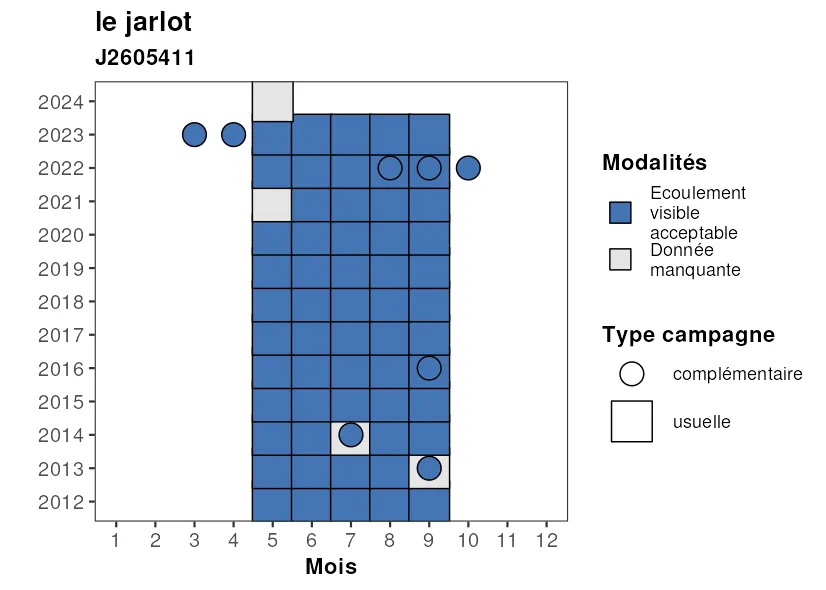 le jarlot
J2605411
2024
2023
2022
2021
2020
2019
2018
2017
2016
2015
2014
2013
2012
1 2 3 4 5 6 7 8 9 10 11 12
Mois
Modalités
Ecoulement
visible
acceptable
Donnée
manquante
Type campagne
complémentaire
usuelle